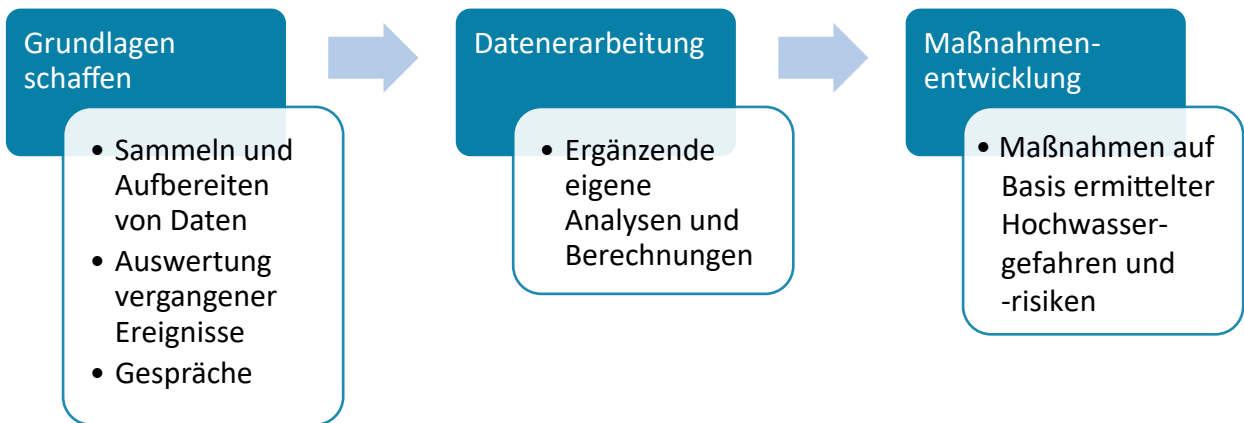 Grundlagen
schaffen
• Sammeln und
Aufbereiten
von Daten
• Auswertung
vergangener
Ereignisse
• Gespräche
Datenerarbeitung
• Ergänzende
eigene
Analysen und
Berechnungen
Maßnahmen-
entwicklung
• Maßnahmen auf
Basis ermittelter
Hochwasser-
gefahren und
-risiken